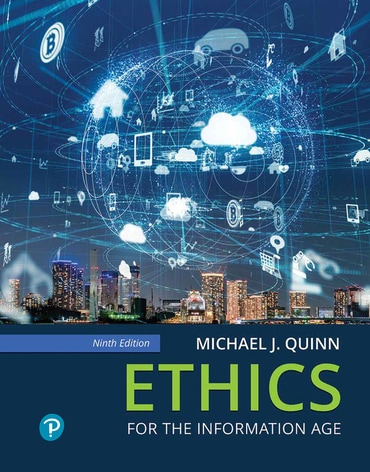 Ninth Edition
MICHAEL J. QUINN
ETHICS
FOR THE INFORMATION AGE
P